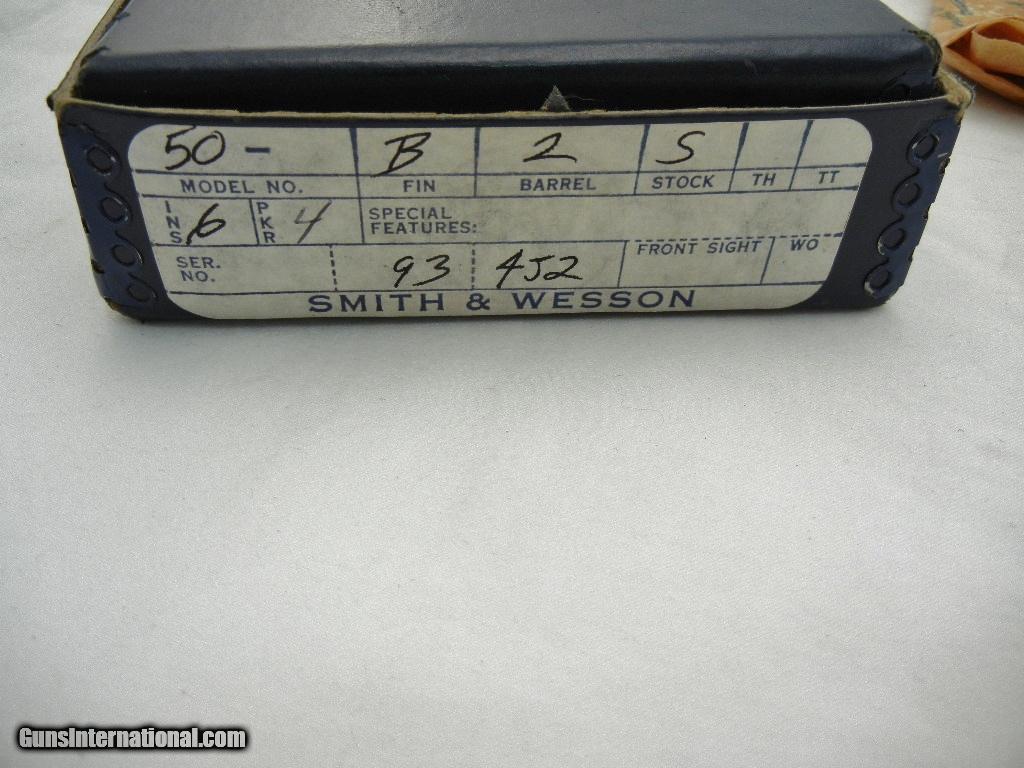 50 - B 2 S
MODEL NO. FIN BARREL STOCK TH TT
INS 6 PKR 4 SPECIAL
FEATURES:
SER.
NO. 93 452 FRONT SIGHT WO
SMITH & WESSON
GunsInternational.com